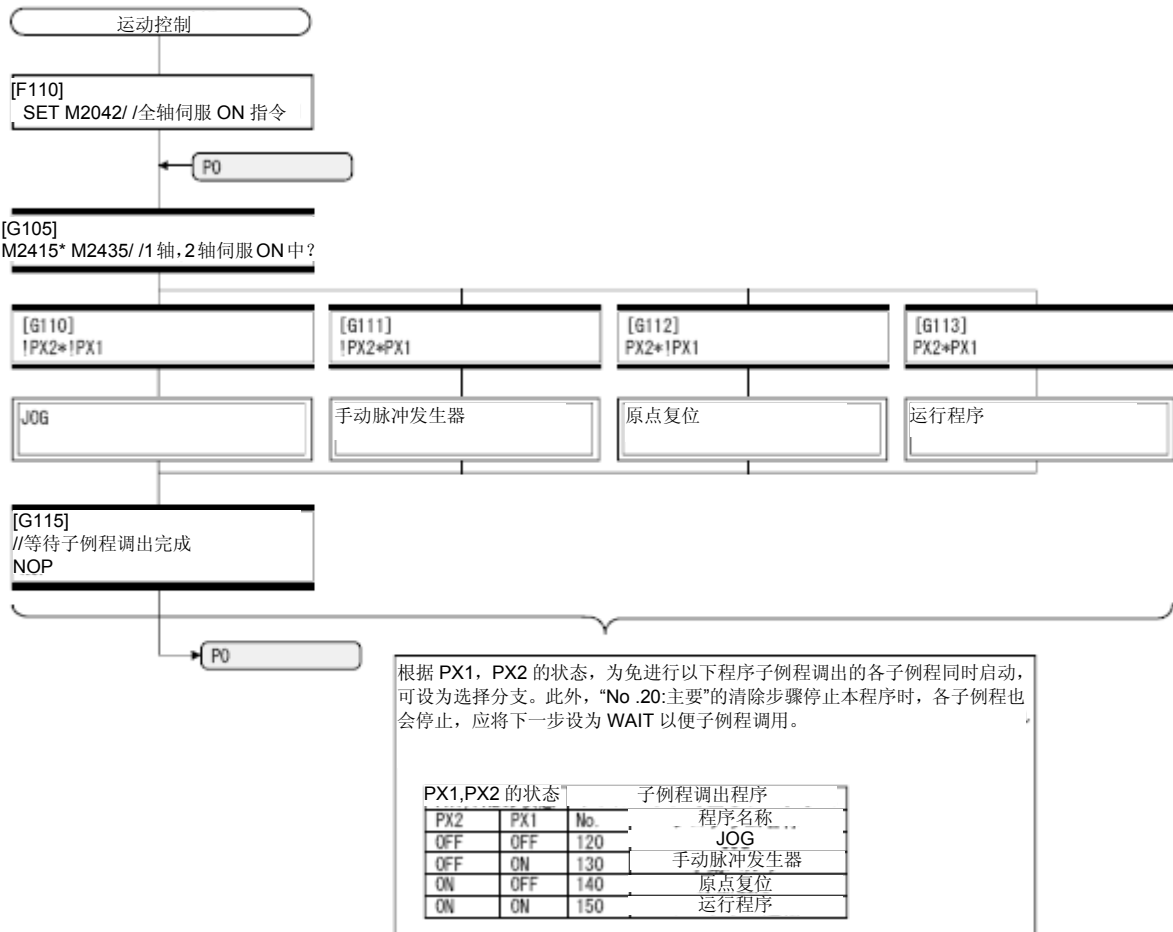 运动控制
[F110]
SET M2042/ /全轴伺服 ON 指令
P0
[G105]
M2415* M2435/ /1轴,2轴伺服ON中?
[G110]
!PX2*!PX1
[G111]
!PX2*PX1
[G112]
PX2*!PX1
[G113]
PX2*PX1
JOG
手动脉冲发生器
原点复位
运行程序
[G115]
//等待子例程调出完成
NOP
P0
根据 PX1，PX2 的状态，为免进行以下程序子例程调出的各子例程同时启动，
可设为选择分支。此外，“No .20:主要”的清除步骤停止本程序时，各子例程也
会停止，应将下一步设为 WAIT 以便子例程调用。
PX1,PX2 的状态 子例程调出程序
PX2 PX1 No. 程序名称
OFF OFF 120 JOG
OFF ON 130 手动脉冲发生器
ON OFF 140 原点复位
ON ON 150 运行程序